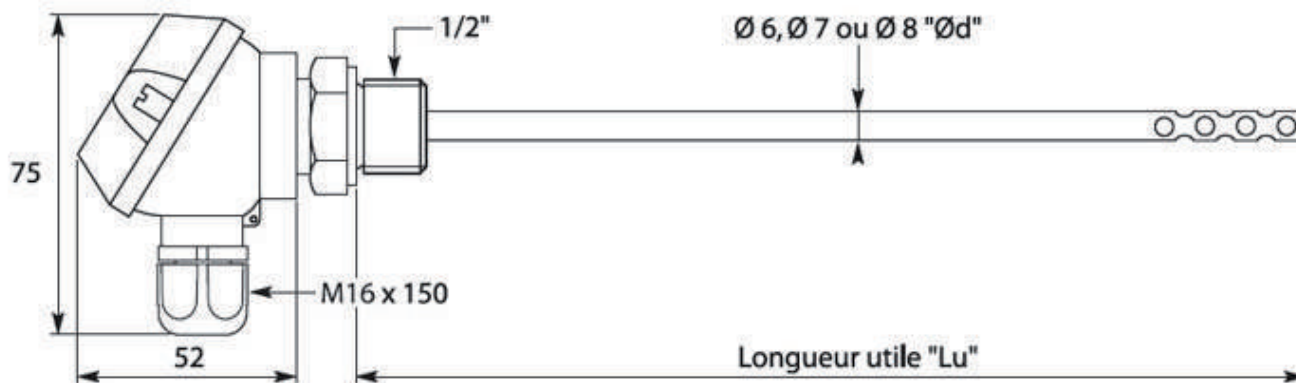 1/2"
Ø 6, Ø 7 ou Ø 8 "Ød"
75
M16 x 150
52
Longueur utile "Lu"